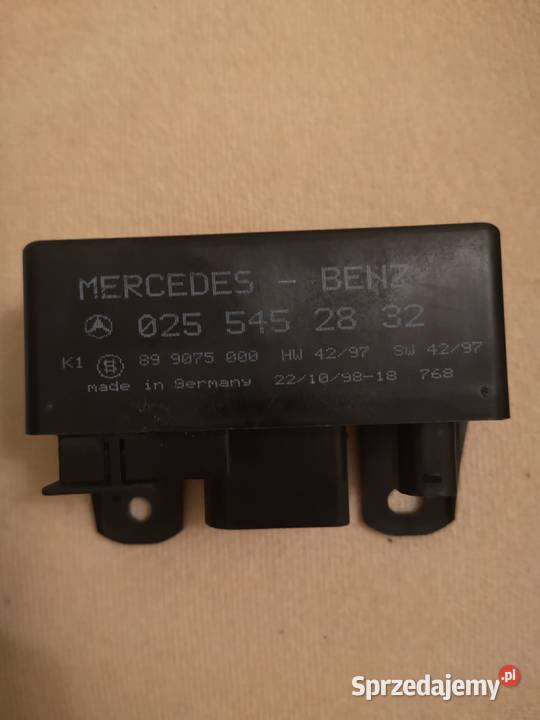 MERCEDES - BENZ
025 545 28 32
K1 89 9075 000 HW 42/97 SW 42/97
made in Germany 22/10/98-18 768
Sprzedajemy.pl